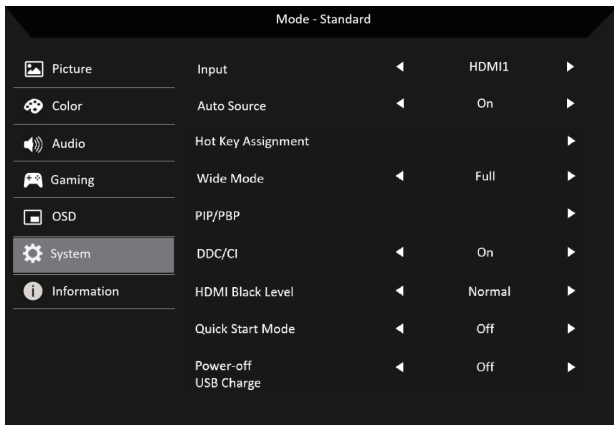 Mode - Standard
Picture
Color
Audio
Gaming
OSD
System
Information
Input HDMI1
Auto Source On
Hot Key Assignment
Wide Mode Full
PIP/PBP
DDC/CI On
HDMI Black Level Normal
Quick Start Mode Off
Power-off Off
USB Charge